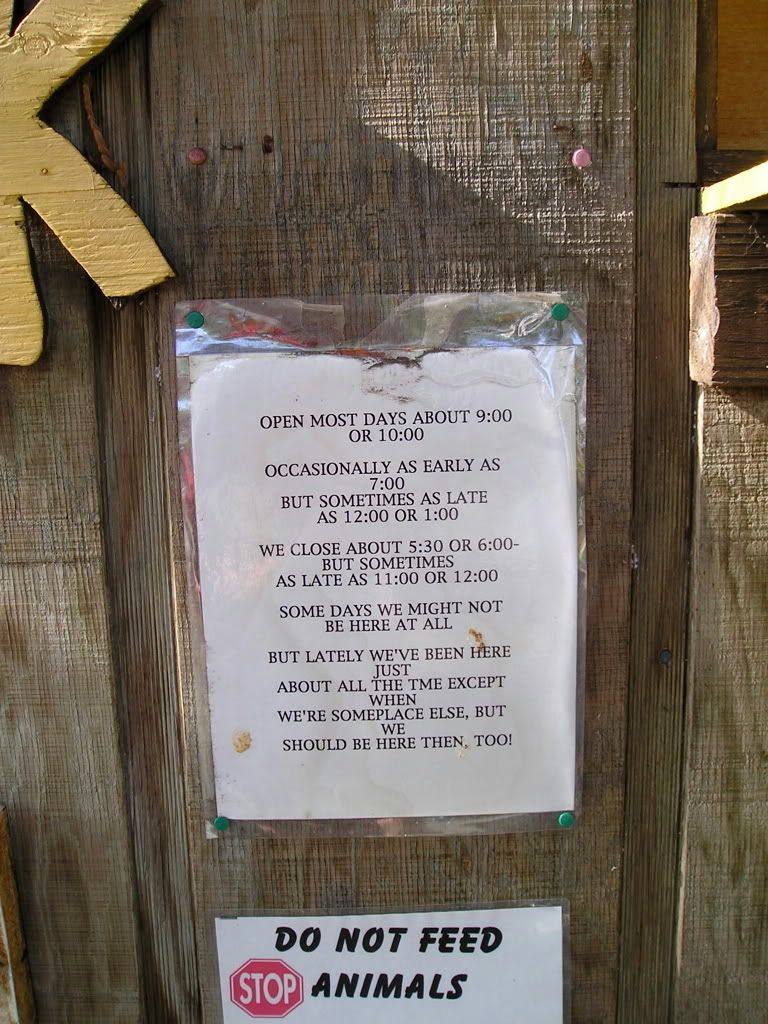 OPEN MOST DAYS ABOUT 9:00
OR 10:00
OCCASIONALLY AS EARLY AS
7:00
BUT SOMETIMES AS LATE
AS 12:00 OR 1:00
WE CLOSE ABOUT 5:30 OR 6:00-
BUT SOMETIMES
AS LATE AS 11:00 OR 12:00
SOME DAYS WE MIGHT NOT
BE HERE AT ALL
BUT LATELY WE'VE BEEN HERE
JUST
ABOUT ALL THE TME EXCEPT
WHEN
WE'RE SOMEPLACE ELSE, BUT
WE
SHOULD BE HERE THEN, TOO!
DO NOT FEED
STOP ANIMALS